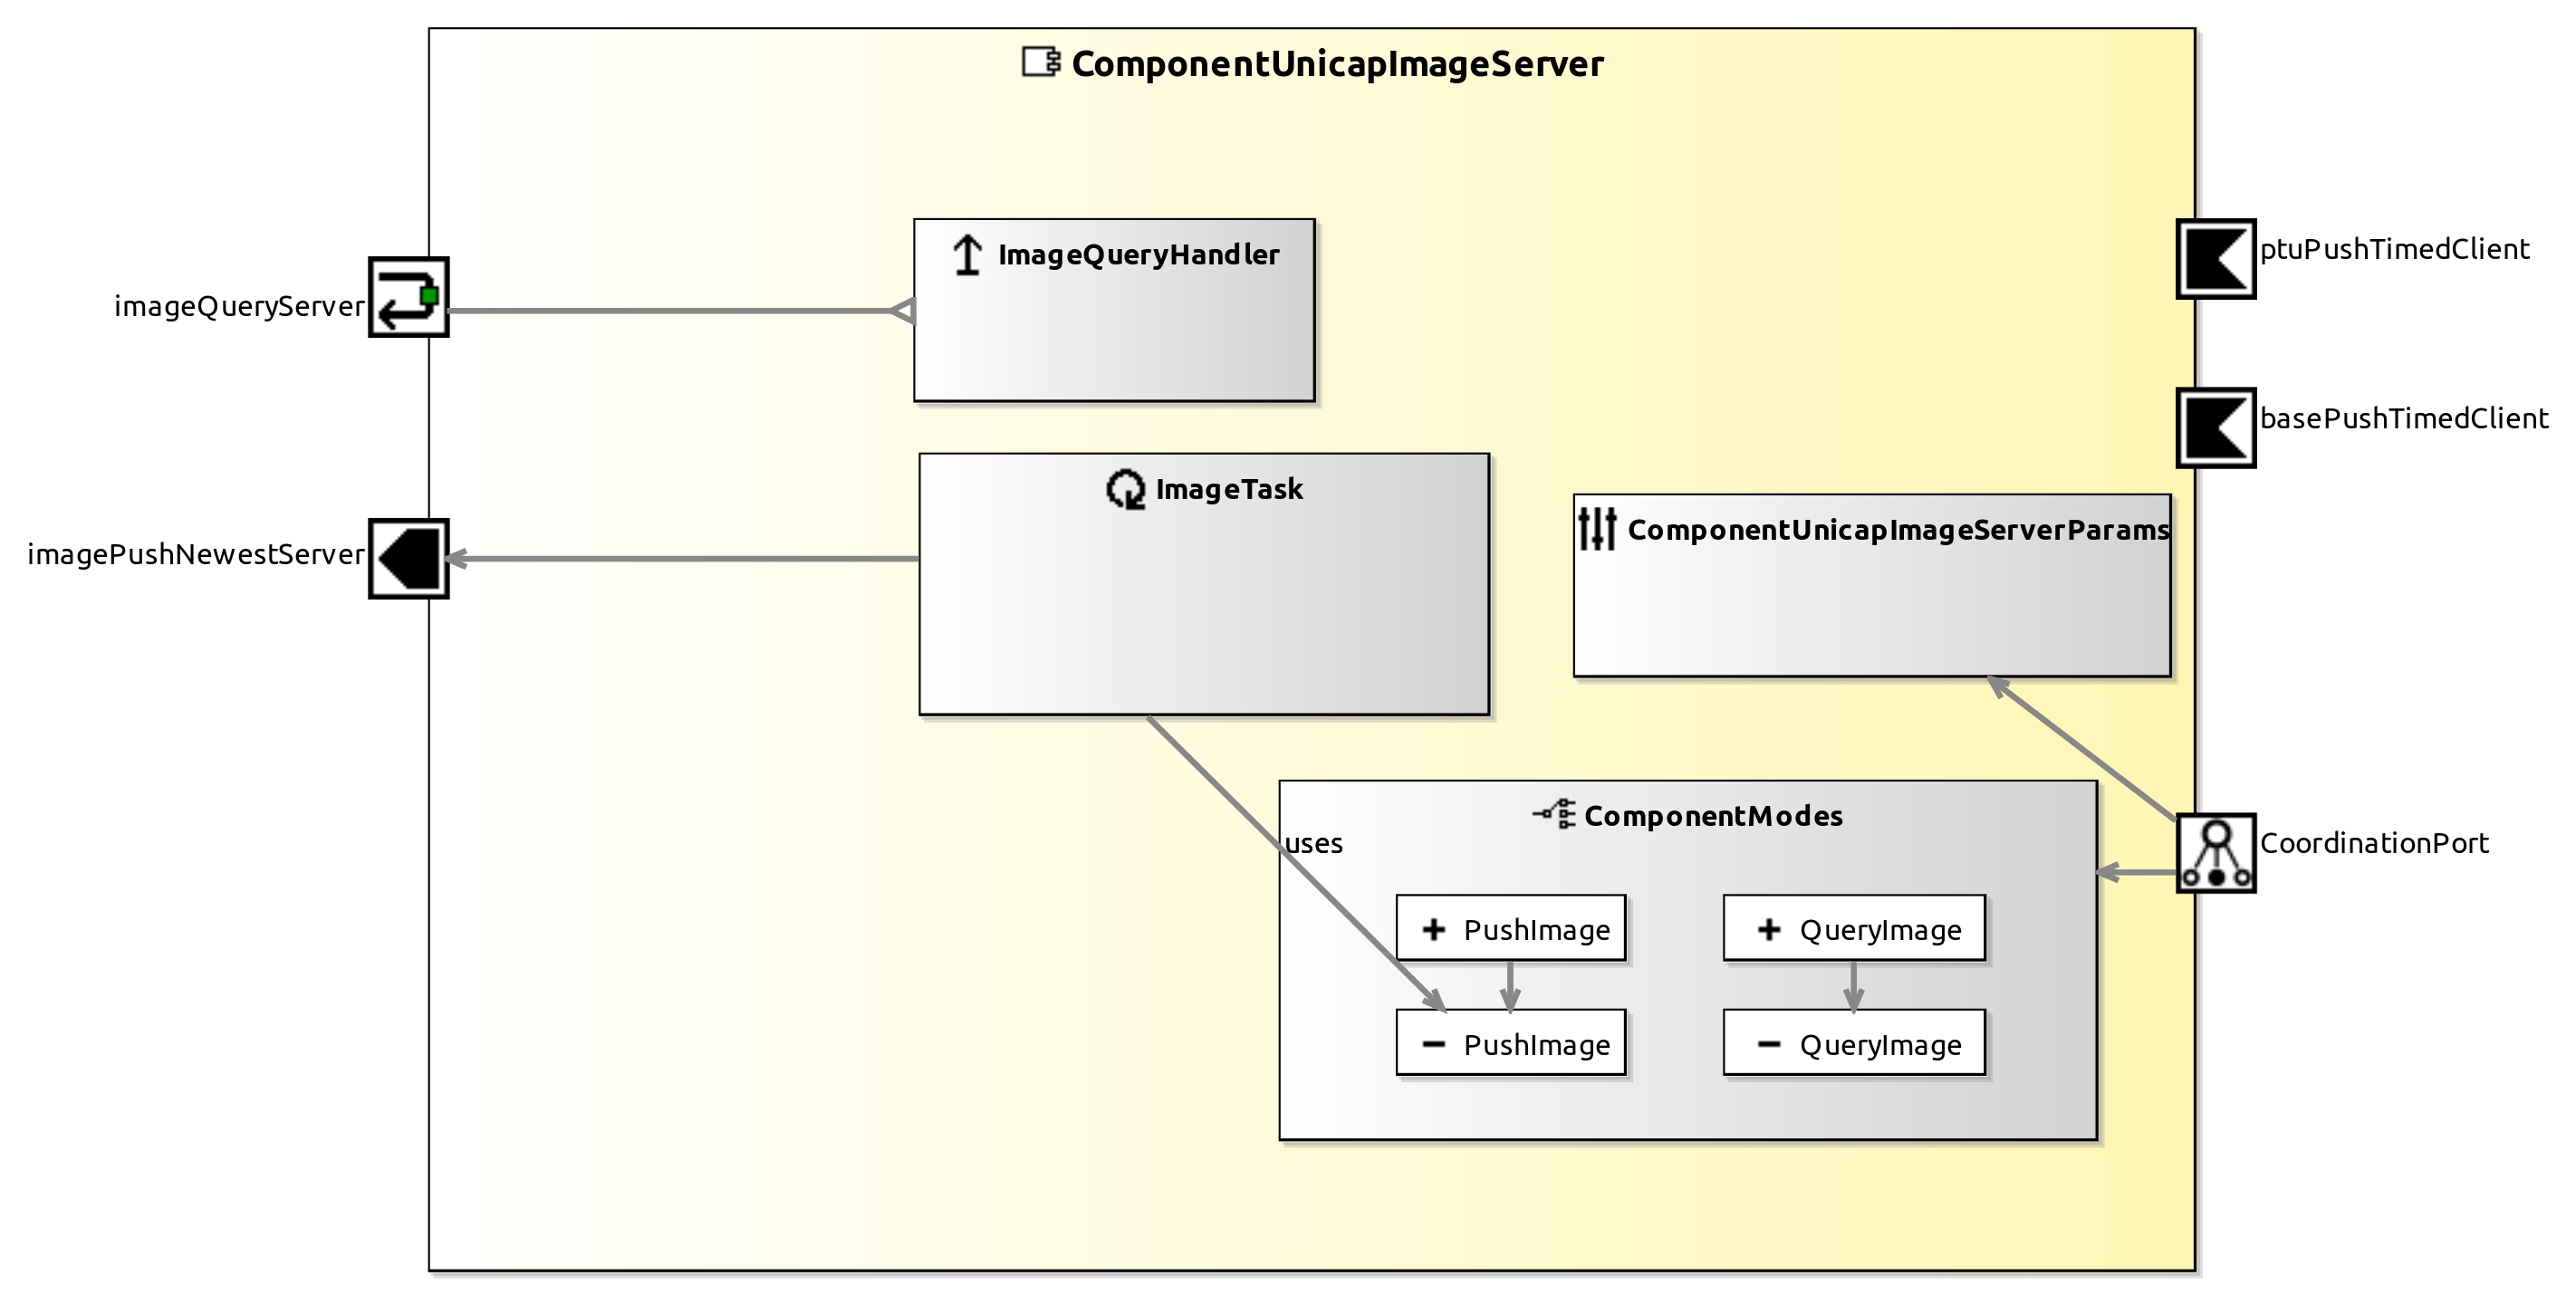 ComponentUnicapImageServer
ImageQueryHandler
ptuPushTimedClient
imageQueryServer
basePushTimedClient
ImageTask
ComponentUnicapImageServerParams
imagePushNewestServer
ComponentModes
uses
CoordinationPort
+ PushImage
+ QueryImage
- PushImage
- QueryImage